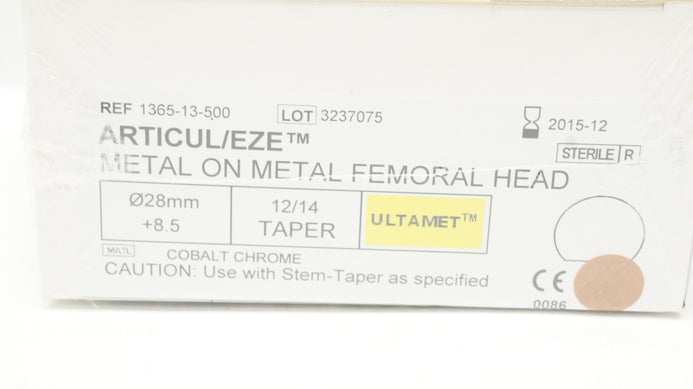 REF 1365-13-500 LOT 3237075 2015-12
ARTICUL/EZE™ STERILE R
METAL ON METAL FEMORAL HEAD
Ø28mm 12/14 ULTAMET™
+8.5 TAPER
MATL COBALT CHROME
CAUTION: Use with Stem-Taper as specified CE
0086